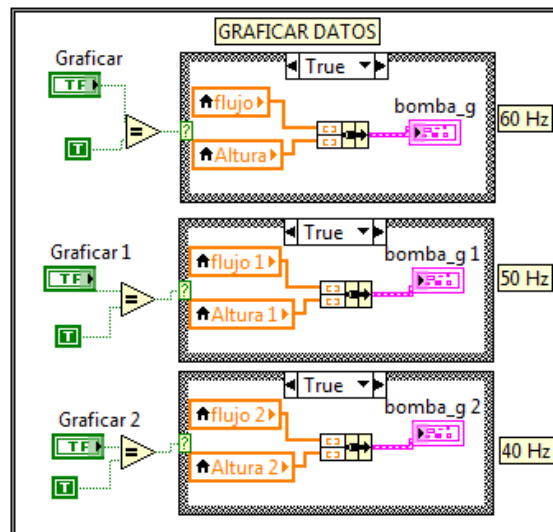 GRAFICAR DATOS
Graficar
TF
T
=
?
True
flujo
Altura
bomba_g
60 Hz
Graficar 1
TF
T
=
?
True
flujo 1
Altura 1
bomba_g 1
50 Hz
Graficar 2
TF
T
=
?
True
flujo 2
Altura 2
bomba_g 2
40 Hz